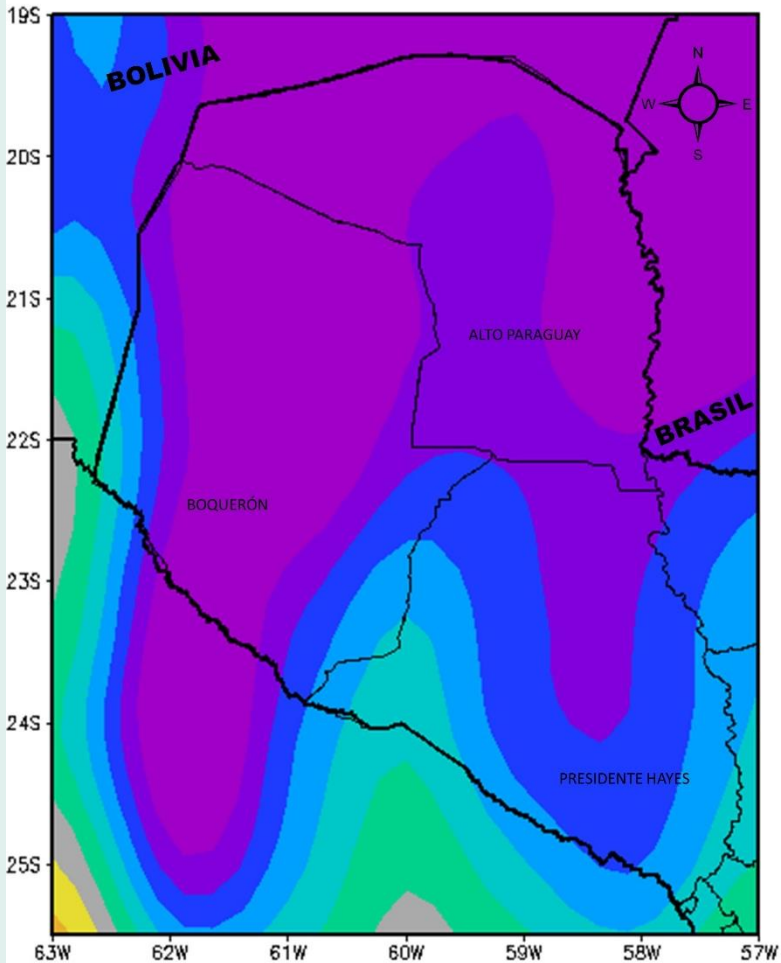 19S
BOLIVIA
N
W E
S
20S
21S
ALTO PARAGUAY
BRASIL
22S
BOQUERÓN
23S
24S
PRESIDENTE HAYES
25S
63W 62W 61W 60W 59W 58W 57W